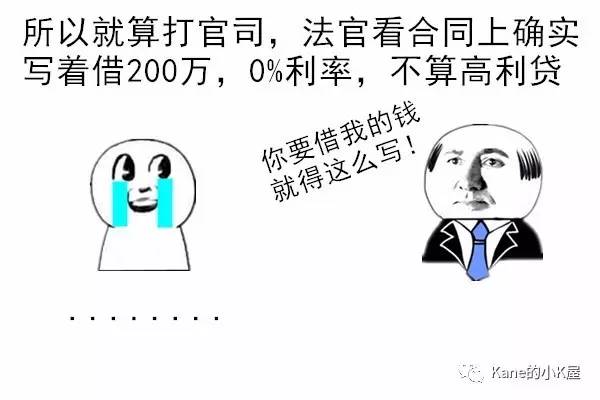 所以就算打官司，法官看合同上确实
写着借200万，0%利率，不算高利贷
你要借我的钱
就得这么写！
........
Kane的小K屋